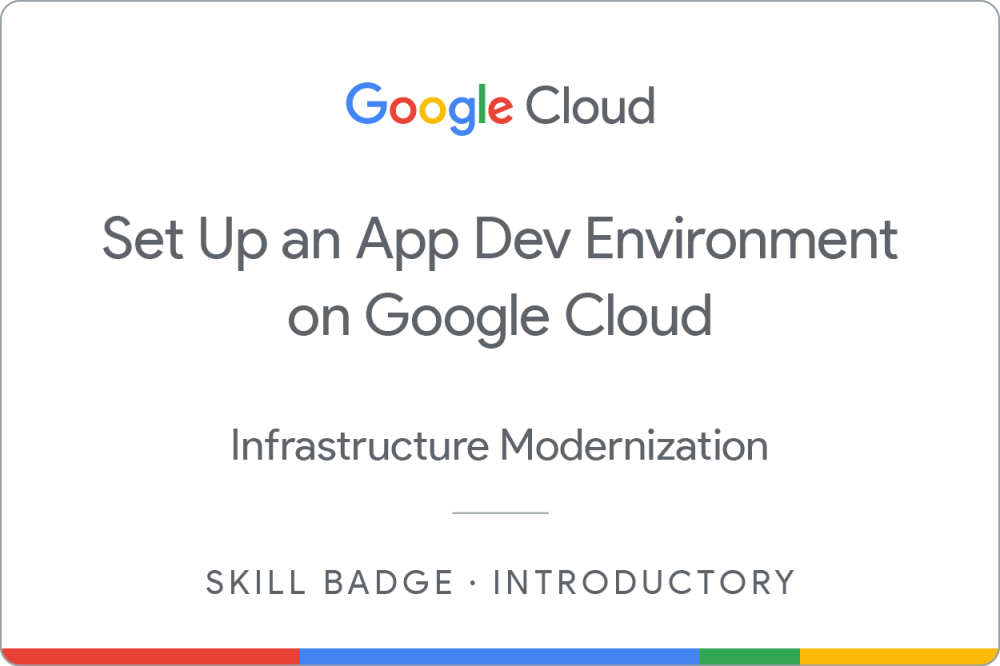 Google Cloud
Set Up an App Dev Environment
on Google Cloud
Infrastructure Modernization
SKILL BADGE · INTRODUCTORY